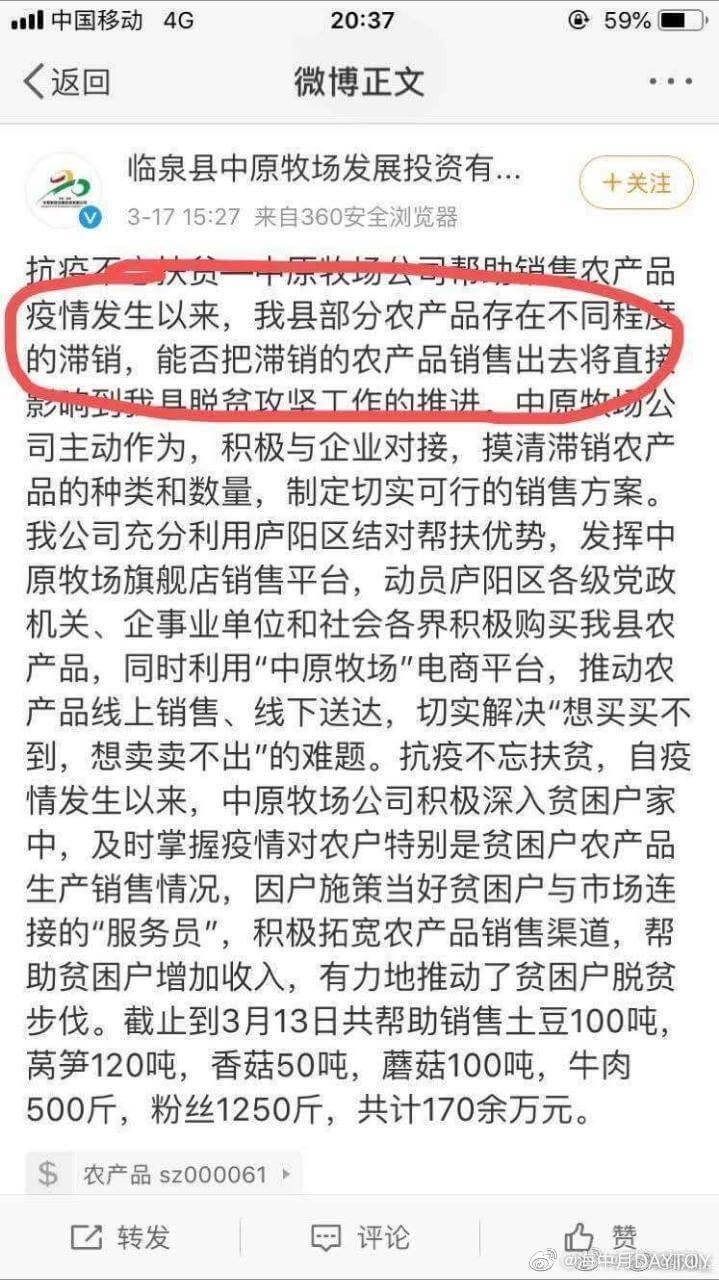 中国移动 4G 20:37 59%
返回 微博正文
临泉县中原牧场发展投资有...
+关注
3-17 15:27 来自360安全浏览器
抗疫不忘扶贫—中原牧场公司帮助销售农产品
疫情发生以来，我县部分农产品存在不同程度
的滞销，能否把滞销的农产品销售出去将直接
影响到我县脱贫攻坚工作的推进。中原牧场公
司主动作为，积极与企业对接，摸清滞销农产
品的种类和数量，制定切实可行的销售方案。
我公司充分利用庐阳区结对帮扶优势，发挥中
原牧场旗舰店销售平台，动员庐阳区各级党政
机关、企事业单位和社会各界积极购买我县农
产品，同时利用“中原牧场”电商平台，推动农
产品线上销售、线下送达，切实解决“想买买不
到，想卖卖不出”的难题。抗疫不忘扶贫，自疫
情发生以来，中原牧场公司积极深入贫困户家
中，及时掌握疫情对农户特别是贫困户农产品
生产销售情况，因户施策当好贫困户与市场连
接的“服务员”，积极拓宽农产品销售渠道，帮
助贫困户增加收入，有力地推动了贫困户脱贫
步伐。截止到3月13日共帮助销售土豆100吨，
莴笋120吨，香菇50吨，蘑菇100吨，牛肉
500斤，粉丝1250斤，共计170余万元。
$ 农产品 sz000061
转发 评论 赞